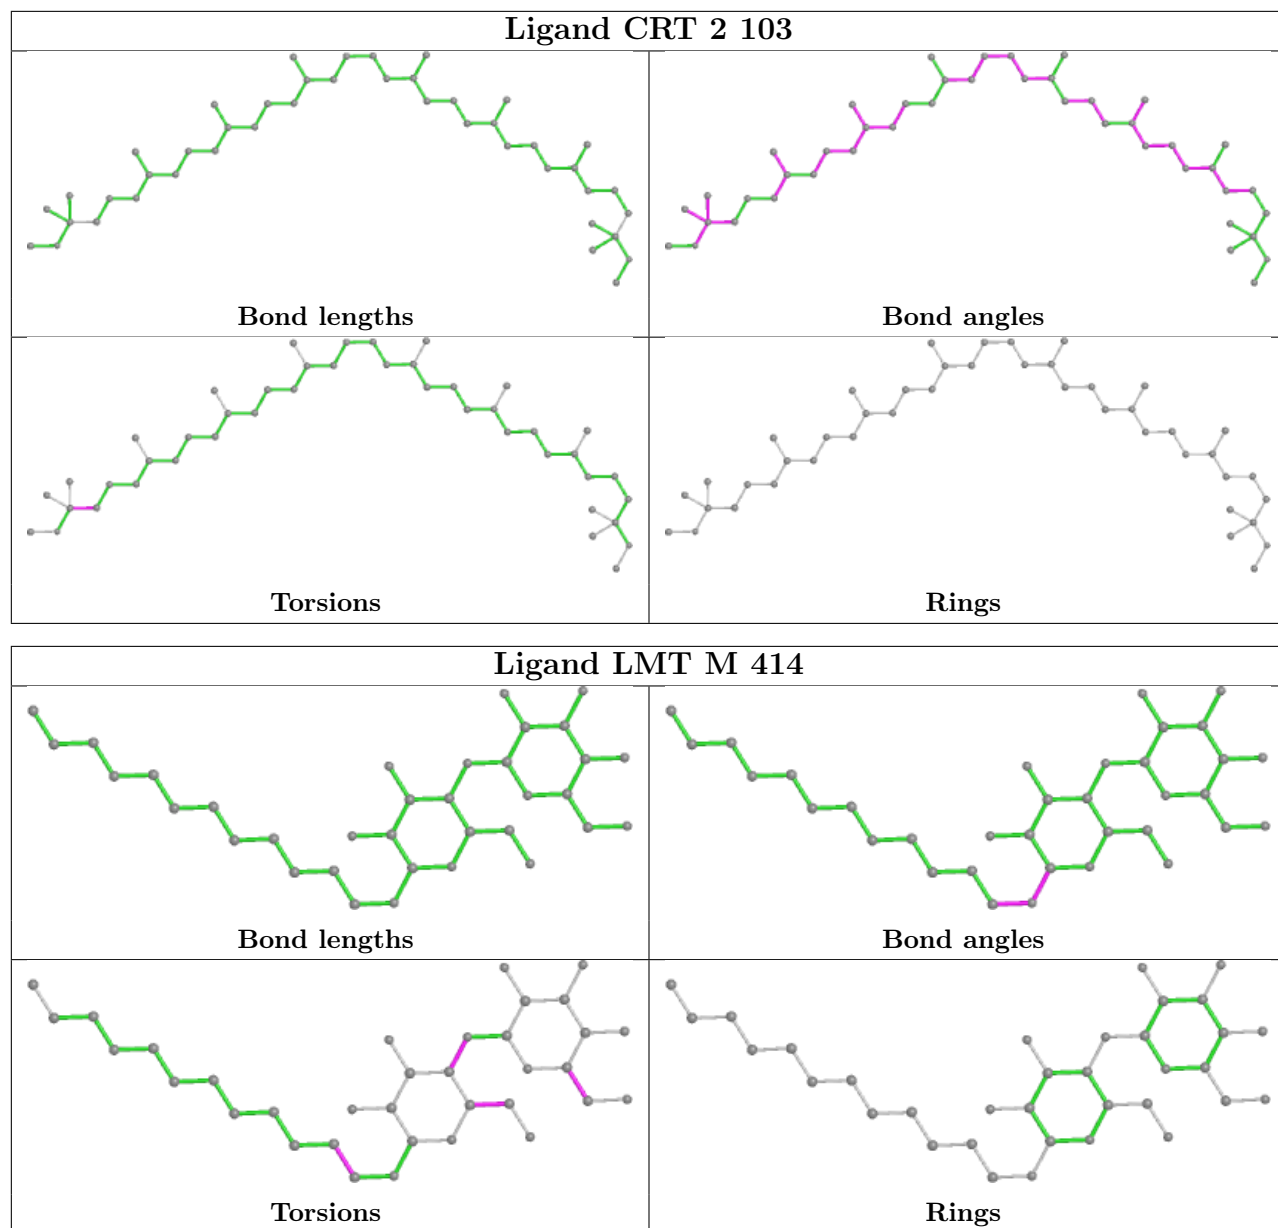 Ligand CRT 2 103
Bond lengths
Bond angles
Torsions
Rings
Ligand LMT M 414
Bond lengths
Bond angles
Torsions
Rings